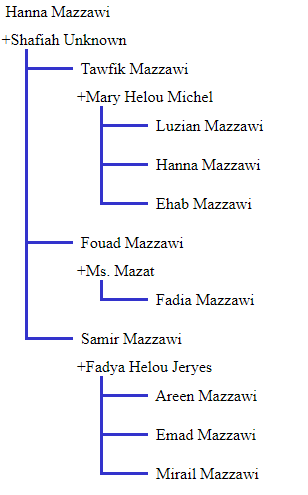 Hanna Mazzawi
+Shafiah Unknown
Tawfik Mazzawi
+Mary Helou Michel
Luzian Mazzawi
Hanna Mazzawi
Ehab Mazzawi
Fouad Mazzawi
+Ms. Mazat
Fadia Mazzawi
Samir Mazzawi
+Fadya Helou Jeryes
Areen Mazzawi
Emad Mazzawi
Mirail Mazzawi